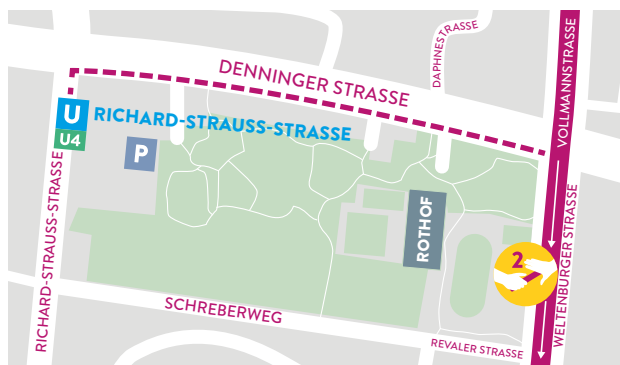 DENNINGER STRASSE
DAPHNESTRASSE
VOLLMANNSTRASSE
U
RICHARD-STRAUSS-STRASSE
U4
P
RICHARD-STRAUSS-STRASSE
ROTHOF
2
WELTENBURGER STRASSE
SCHREBERWEG
REVALER STRASSE